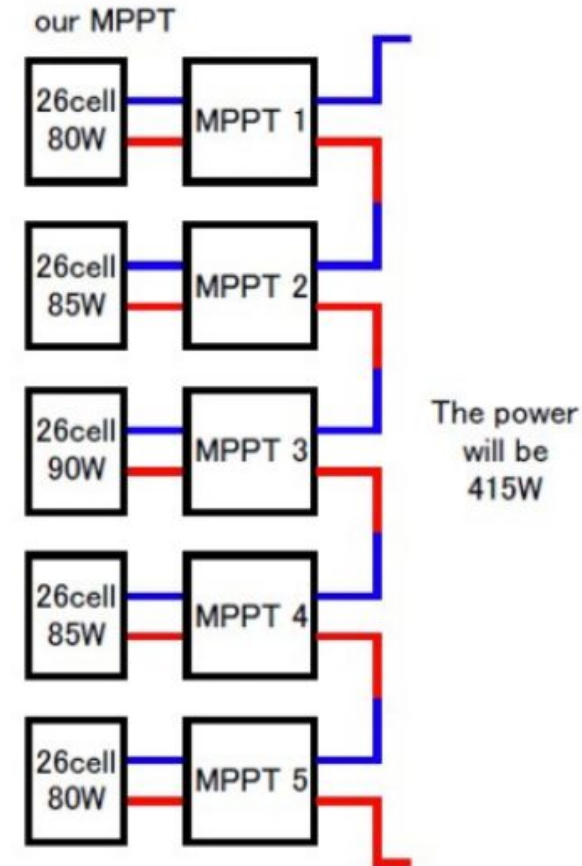 our MPPT
26cell
80W
MPPT 1
26cell
85W
MPPT 2
26cell
90W
MPPT 3
The power
will be
415W
26cell
85W
MPPT 4
26cell
80W
MPPT 5